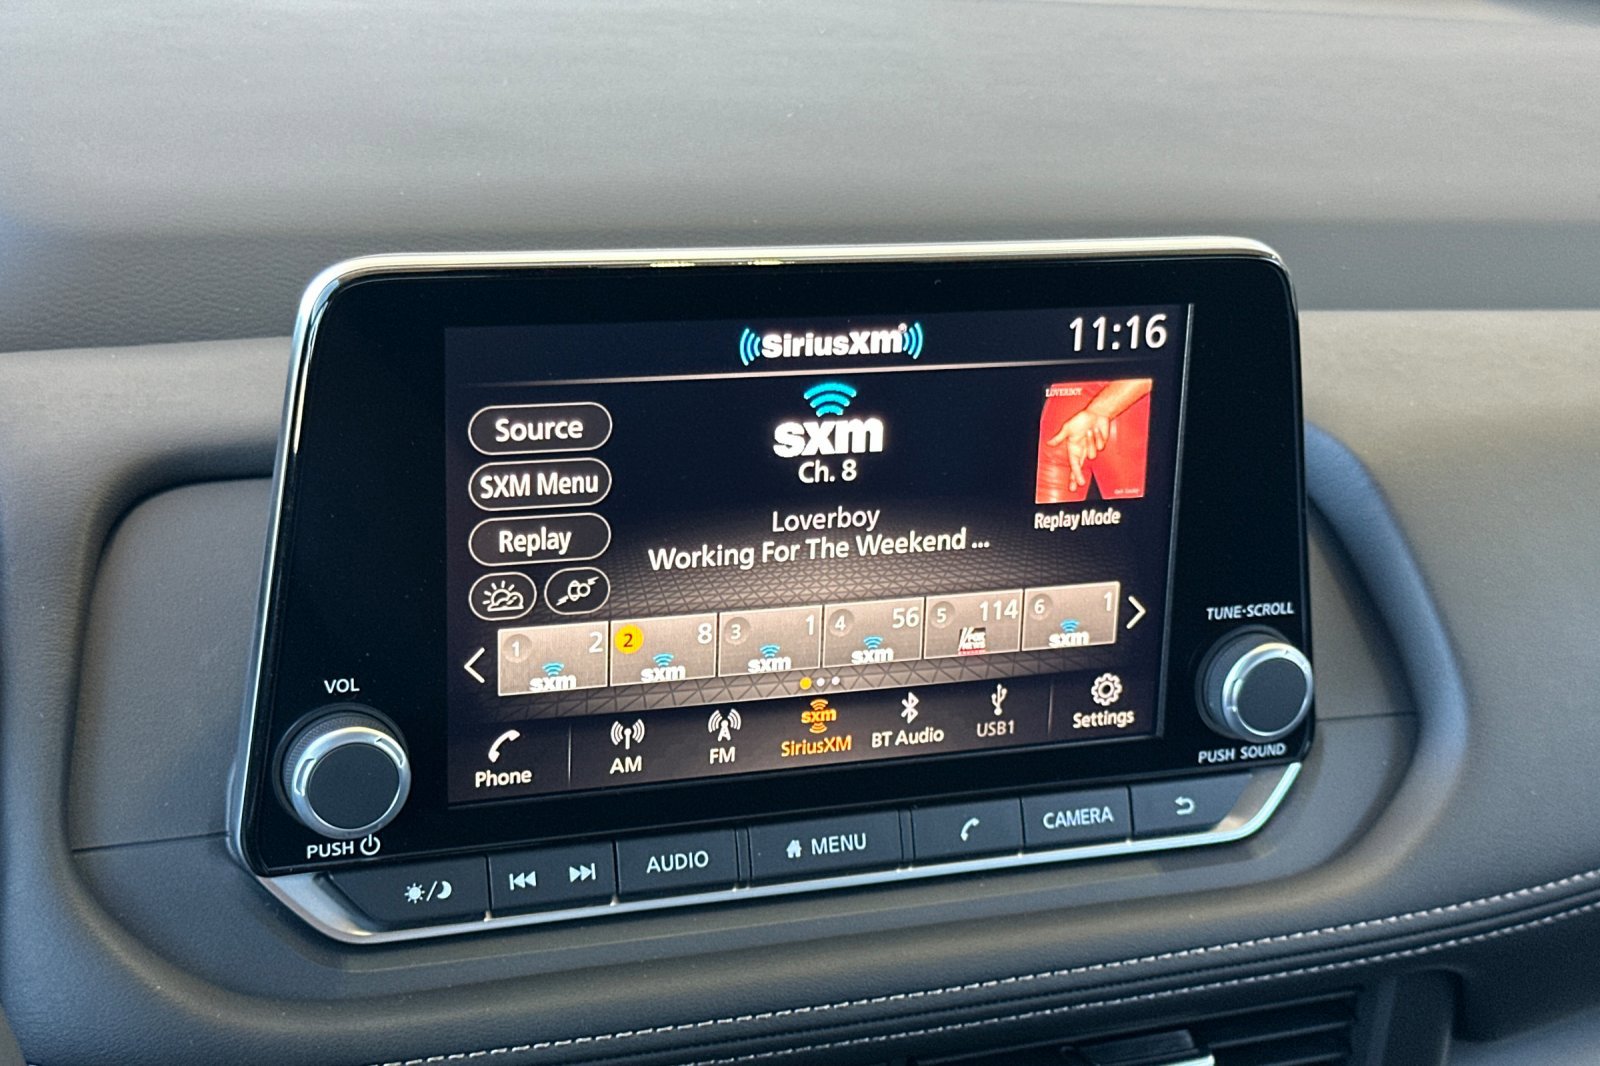 SiriusXM
11:16
LOVERBOY
Source
sxm
Ch. 8
SXM Menu
Loverboy
Replay Mode
Replay
Working For The Weekend ...
1 2 sxm
2 8 sxm
3 1 sxm
4 56 sxm
5 114
6 1 sxm
Phone
AM
FM
sxm
SiriusXM
BT Audio
USB1
Settings
VOL
PUSH
TUNE·SCROLL
PUSH SOUND
AUDIO
MENU
CAMERA